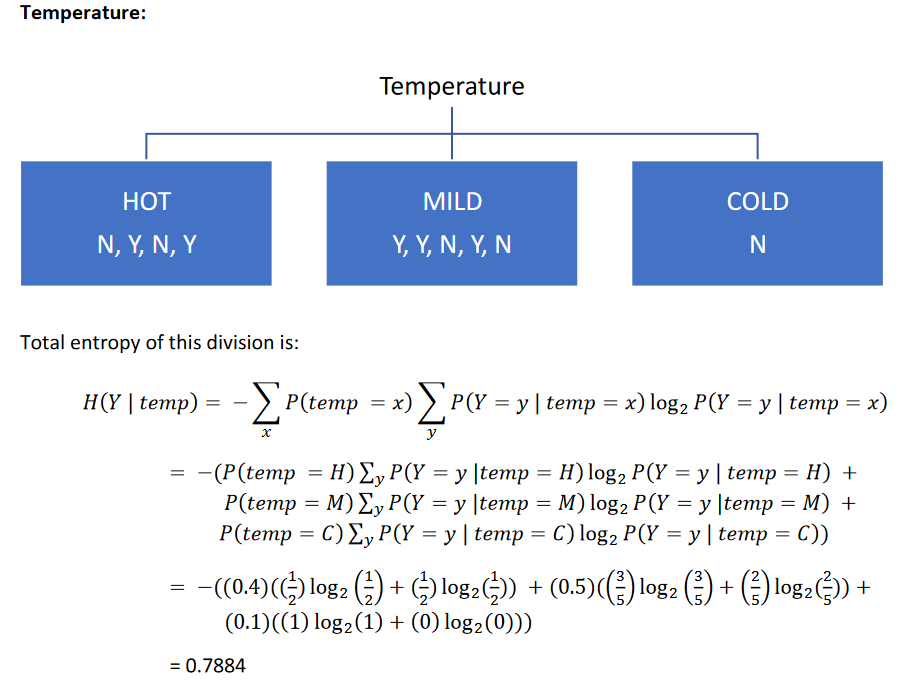 Temperature:
Temperature
HOT
N, Y, N, Y
MILD
Y, Y, N, Y, N
COLD
N
Total entropy of this division is:
H(Y | temp) = − ∑ₓ P(temp = x) ∑ᵧ P(Y = y | temp = x) log₂ P(Y = y | temp = x)
= −(P(temp = H) ∑ᵧ P(Y = y |temp = H) log₂ P(Y = y | temp = H) +
P(temp = M) ∑ᵧ P(Y = y |temp = M) log₂ P(Y = y |temp = M) +
P(temp = C) ∑ᵧ P(Y = y | temp = C) log₂ P(Y = y | temp = C))
= −((0.4)((1/2) log₂ (1/2) + (1/2) log₂(1/2)) + (0.5)((3/5) log₂ (3/5) + (2/5) log₂(2/5)) +
(0.1)((1) log₂(1) + (0) log₂(0)))
= 0.7884